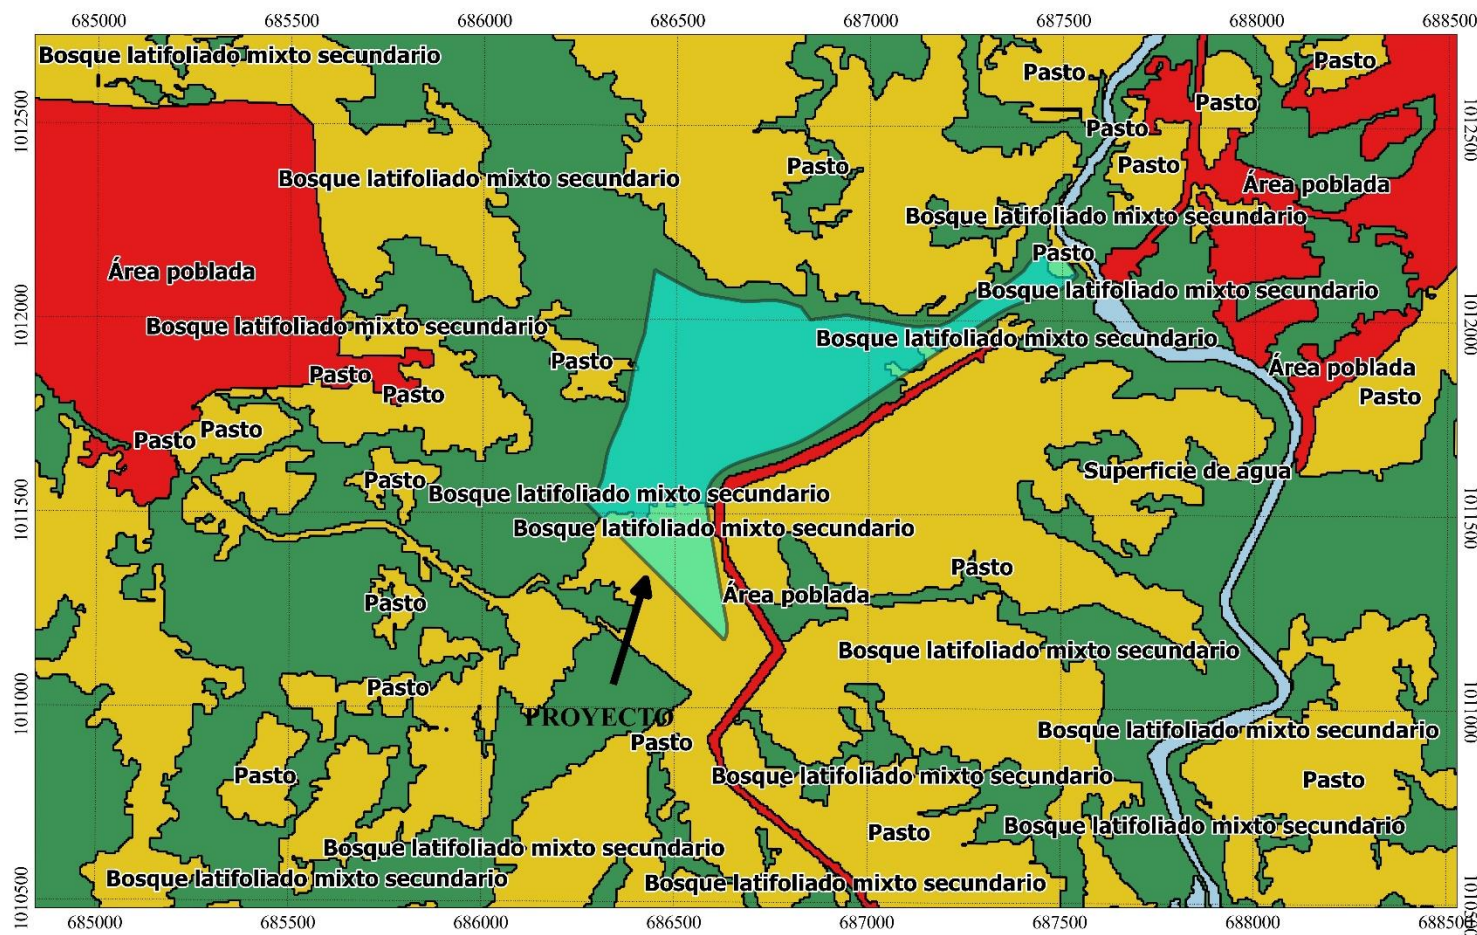 685000 685500 686000 686500 687000 687500 688000 688500
Bosque latifoliado mixto secundario
Pasto
Pasto
Pasto
1012500
1012500
Pasto
Pasto
Pasto
Bosque latifoliado mixto secundario
Área poblada
Bosque latifoliado mixto secundario
Pasto
Área poblada
Bosque latifoliado mixto secundario
Bosque latifoliado mixto secundario
1012000
1012000
Bosque latifoliado mixto secundario
Pasto
Área poblada
Pasto
Pasto
Pasto
Pasto
Pasto
Superficie de agua
Pasto
Bosque latifoliado mixto secundario
1011500
1011500
Bosque latifoliado mixto secundario
Pasto
Área poblada
Pasto
Bosque latifoliado mixto secundario
Pasto
1011000
1011000
PROYECTO
Bosque latifoliado mixto secundario
Pasto
Pasto
Bosque latifoliado mixto secundario
Pasto
Bosque latifoliado mixto secundario
Pasto
Bosque latifoliado mixto secundario
Bosque latifoliado mixto secundario
Bosque latifoliado mixto secundario
1010500
1010500
685000 685500 686000 686500 687000 687500 688000 688500